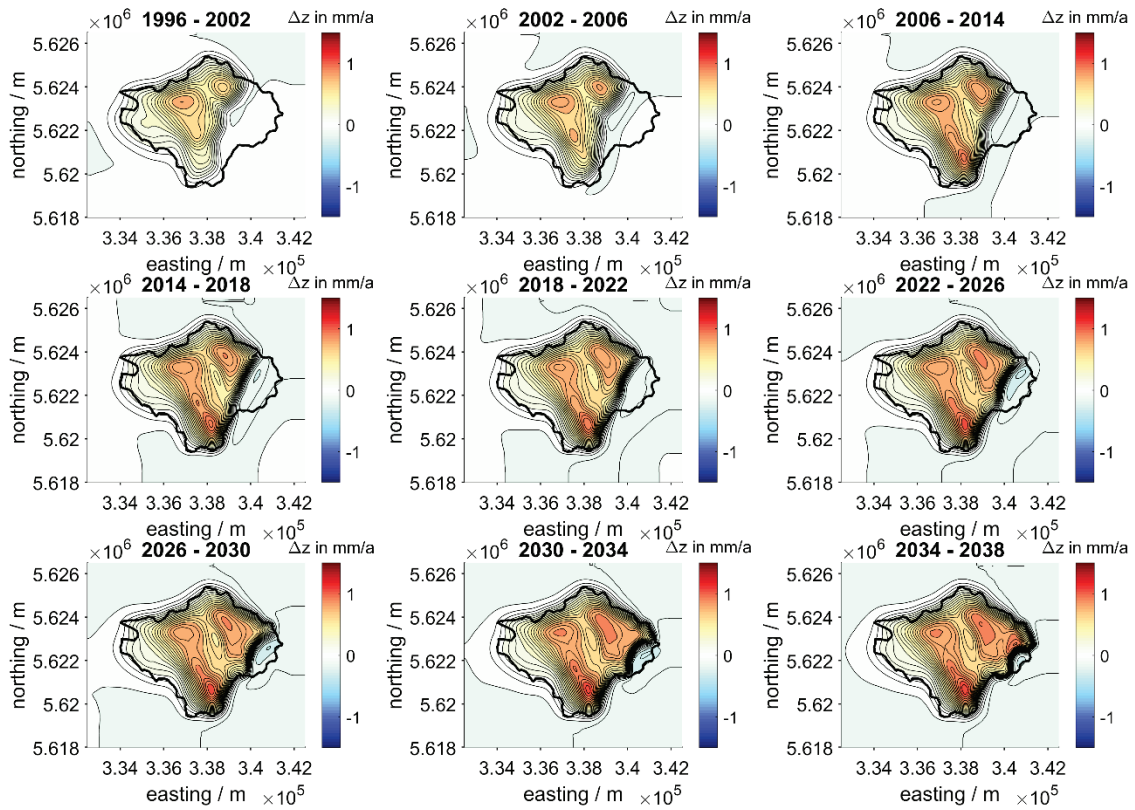 ×10⁶ 1996 - 2002 Δz in mm/a
5.626
5.624
5.622
5.62
5.618
northing / m
1
0
-1
3.34 3.36 3.38 3.4 3.42
easting / m ×10⁵
×10⁶ 2002 - 2006 Δz in mm/a
5.626
5.624
5.622
5.62
5.618
northing / m
1
0
-1
3.34 3.36 3.38 3.4 3.42
easting / m ×10⁵
×10⁶ 2006 - 2014 Δz in mm/a
5.626
5.624
5.622
5.62
5.618
northing / m
1
0
-1
3.34 3.36 3.38 3.4 3.42
easting / m ×10⁵
×10⁶ 2014 - 2018 Δz in mm/a
5.626
5.624
5.622
5.62
5.618
northing / m
1
0
-1
3.34 3.36 3.38 3.4 3.42
easting / m ×10⁵
×10⁶ 2018 - 2022 Δz in mm/a
5.626
5.624
5.622
5.62
5.618
northing / m
1
0
-1
3.34 3.36 3.38 3.4 3.42
easting / m ×10⁵
×10⁶ 2022 - 2026 Δz in mm/a
5.626
5.624
5.622
5.62
5.618
northing / m
1
0
-1
3.34 3.36 3.38 3.4 3.42
easting / m ×10⁵
×10⁶ 2026 - 2030 Δz in mm/a
5.626
5.624
5.622
5.62
5.618
northing / m
1
0
-1
3.34 3.36 3.38 3.4 3.42
easting / m ×10⁵
×10⁶ 2030 - 2034 Δz in mm/a
5.626
5.624
5.622
5.62
5.618
northing / m
1
0
-1
3.34 3.36 3.38 3.4 3.42
easting / m ×10⁵
×10⁶ 2034 - 2038 Δz in mm/a
5.626
5.624
5.622
5.62
5.618
northing / m
1
0
-1
3.34 3.36 3.38 3.4 3.42
easting / m ×10⁵